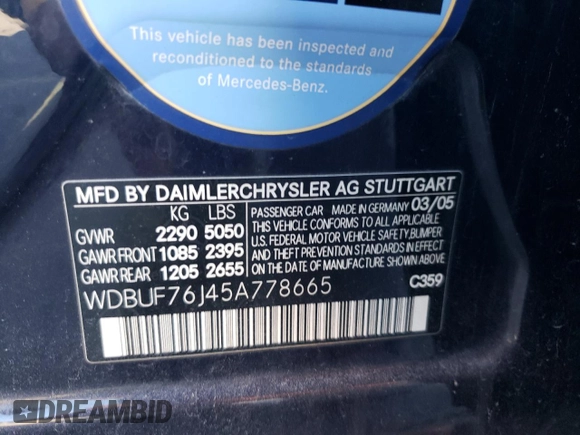 This vehicle has been inspected and
reconditioned to the standards
of Mercedes-Benz.
MFD BY DAIMLERCHRYSLER AG STUTTGART
KG LBS
GVWR 2290 5050
GAWR FRONT 1085 2395
GAWR REAR 1205 2655
PASSENGER CAR MADE IN GERMANY 03/05
THIS VEHICLE CONFORMS TO ALL APPLICABLE
U.S. FEDERAL MOTOR VEHICLE SAFETY,BUMPER
AND THEFT PREVENTION STANDARDS IN EFFECT
ON THE DATE OF MANUFACTURE SHOWN ABOVE
WDBUF76J45A778665
C359
DREAMBID